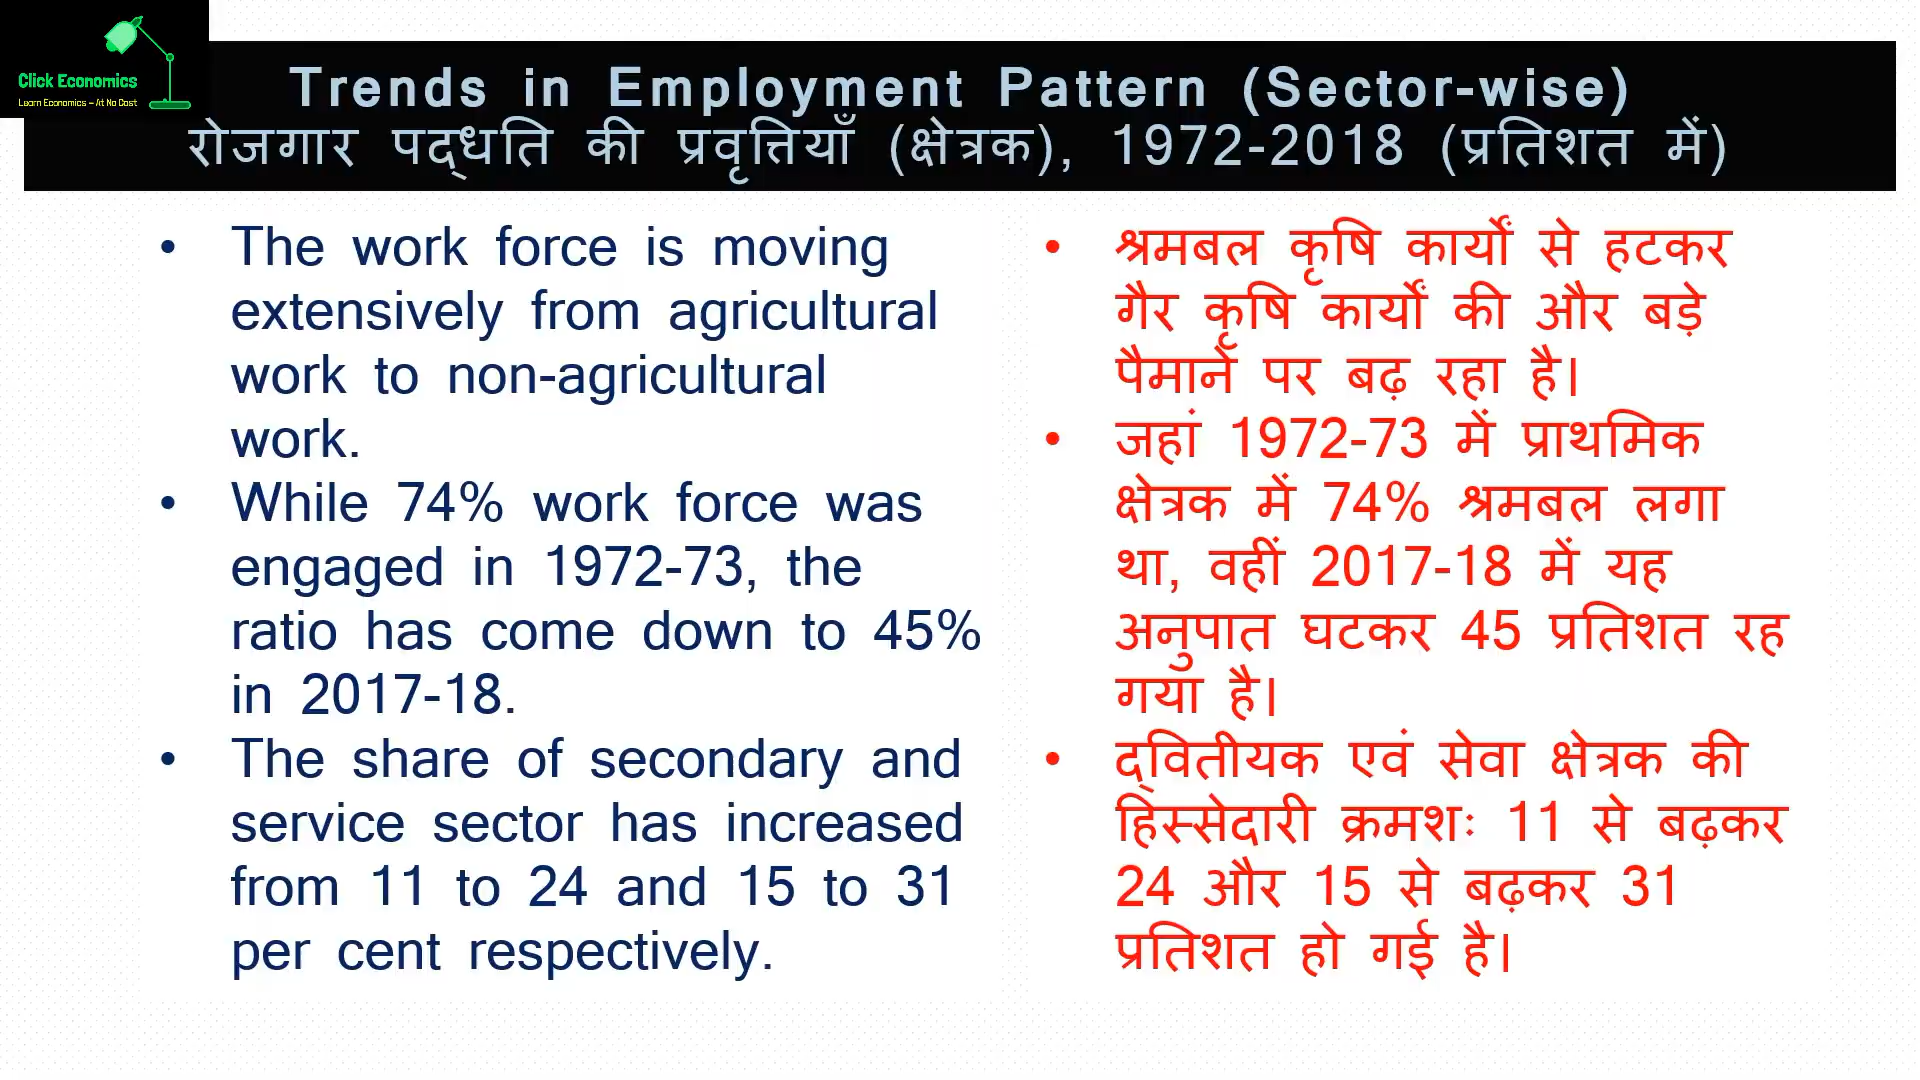 Click Economics
Learn Economics – At No Cost
Trends in Employment Pattern (Sector-wise)
रोजगार पद्धति की प्रवृत्तियाँ (क्षेत्रक), 1972-2018 (प्रतिशत में)
• The work force is moving
extensively from agricultural
work to non-agricultural
work.
• While 74% work force was
engaged in 1972-73, the
ratio has come down to 45%
in 2017-18.
• The share of secondary and
service sector has increased
from 11 to 24 and 15 to 31
per cent respectively.
• श्रमबल कृषि कार्यों से हटकर
गैर कृषि कार्यों की और बड़े
पैमाने पर बढ़ रहा है।
• जहां 1972-73 में प्राथमिक
क्षेत्रक में 74% श्रमबल लगा
था, वहीं 2017-18 में यह
अनुपात घटकर 45 प्रतिशत रह
गया है।
• द्वितीयक एवं सेवा क्षेत्रक की
हिस्सेदारी क्रमशः 11 से बढ़कर
24 और 15 से बढ़कर 31
प्रतिशत हो गई है।